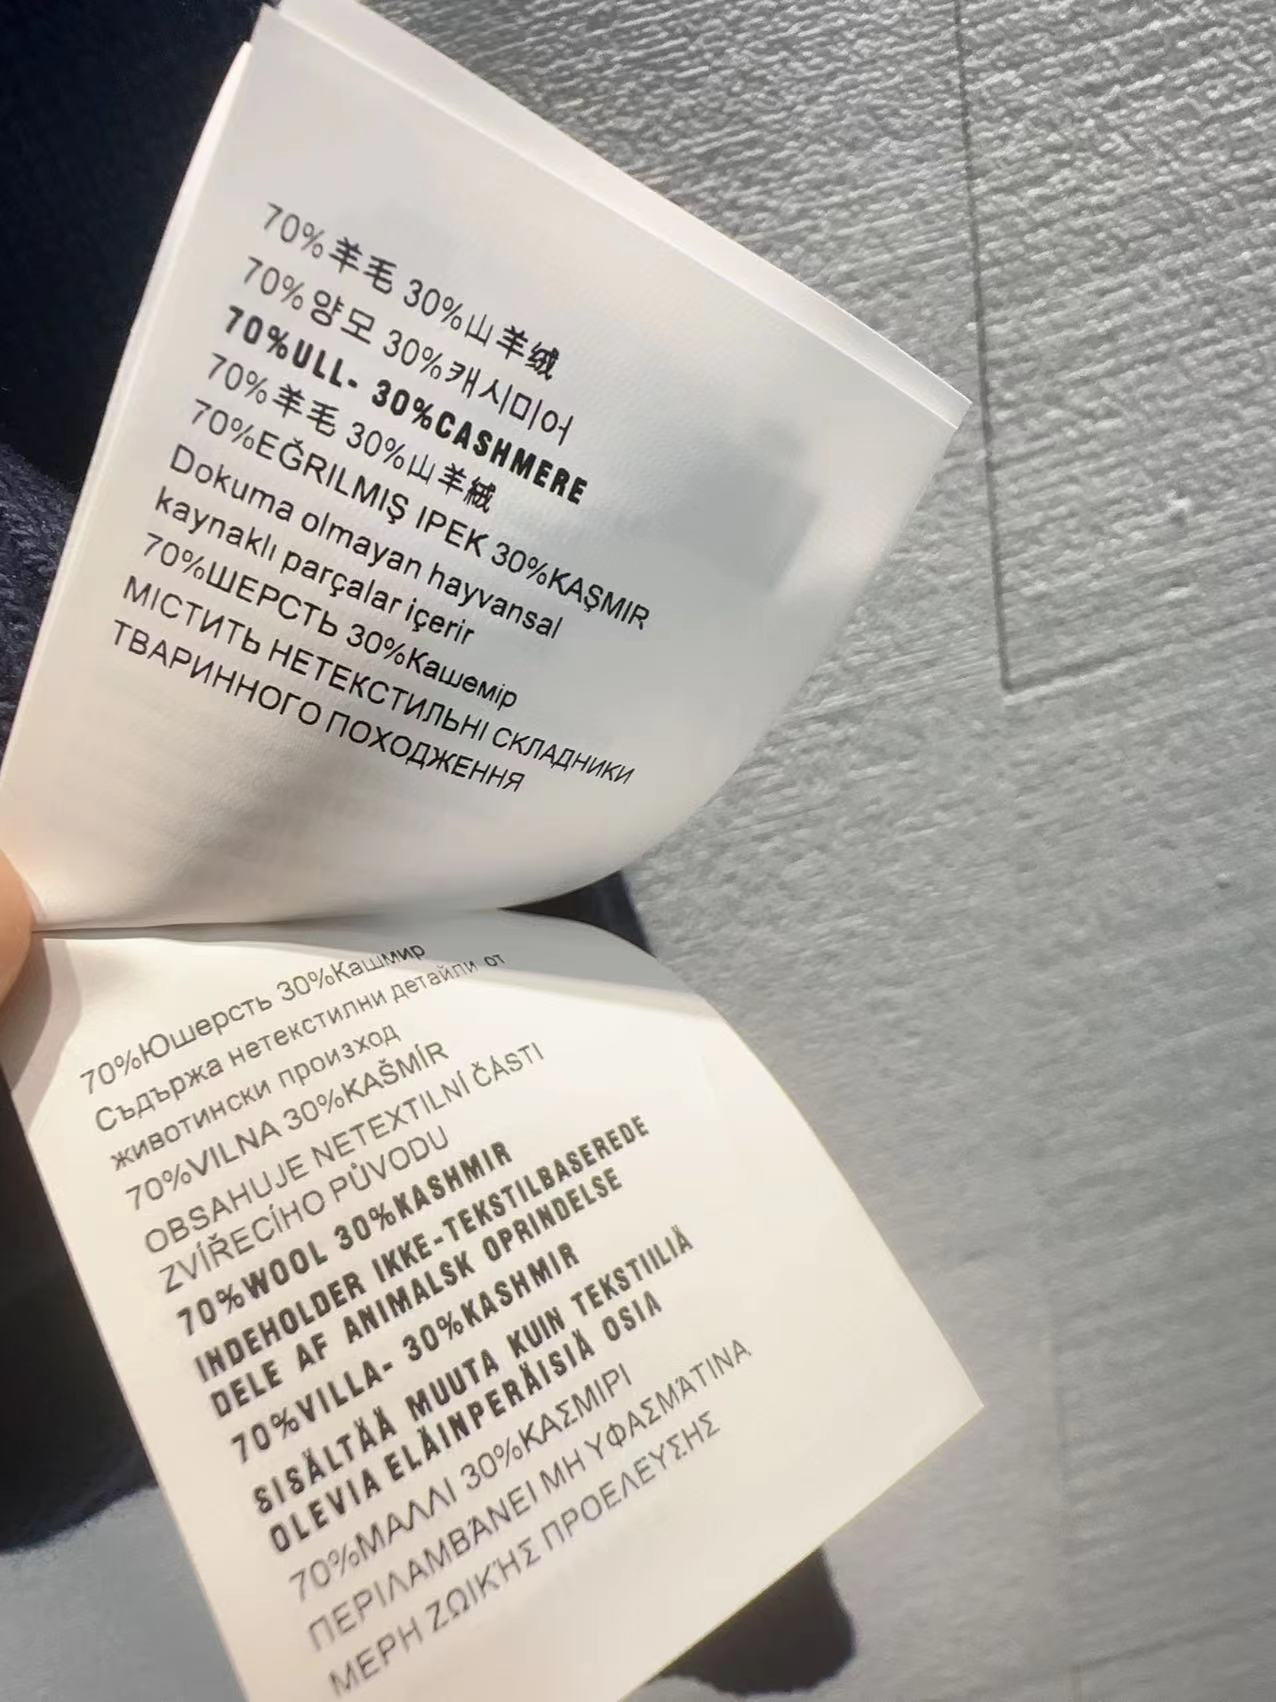 70%羊毛 30%山羊绒
70%양모 30%캐시미어
70%ULL- 30%CASHMERE
70%羊毛 30%山羊絨
70%EĞRILMIŞ IPEK 30%KAŞMIR
Dokuma olmayan hayvansal
kaynaklı parçalar içerir
70%ШЕРСТЬ 30%Кашемір
МІСТИТЬ НЕТЕКСТИЛЬНІ СКЛАДНИКИ
ТВАРИННОГО ПОХОДЖЕННЯ
70%Юшерсть 30%Кашмир
Съдържа нетекстилни детайли от
животински произход
70%VILNA 30%KAŠMÍR
OBSAHUJE NETEXTILNÍ ČÁSTI
ZVÍŘECÍHO PŮVODU
70%WOOL 30%KASHMIR
INDEHOLDER IKKE-TEKSTILBASEREDE
DELE AF ANIMALSK OPRINDELSE
70%VILLA- 30%KASHMIR
SISÄLTÄÄ MUUTA KUIN TEKSTIILIÄ
OLEVIA ELÄINPERÄISIÄ OSIA
70%ΜΑΛΛΙ 30%ΚΑΣΜΙΡΙ
ΠΕΡΙΛΑΜΒΆΝΕΙ ΜΗ ΥΦΑΣΜΆΤΙΝΑ
ΜΕΡΗ ΖΩΙΚΉΣ ΠΡΟΕΛΕΥΣΗΣ